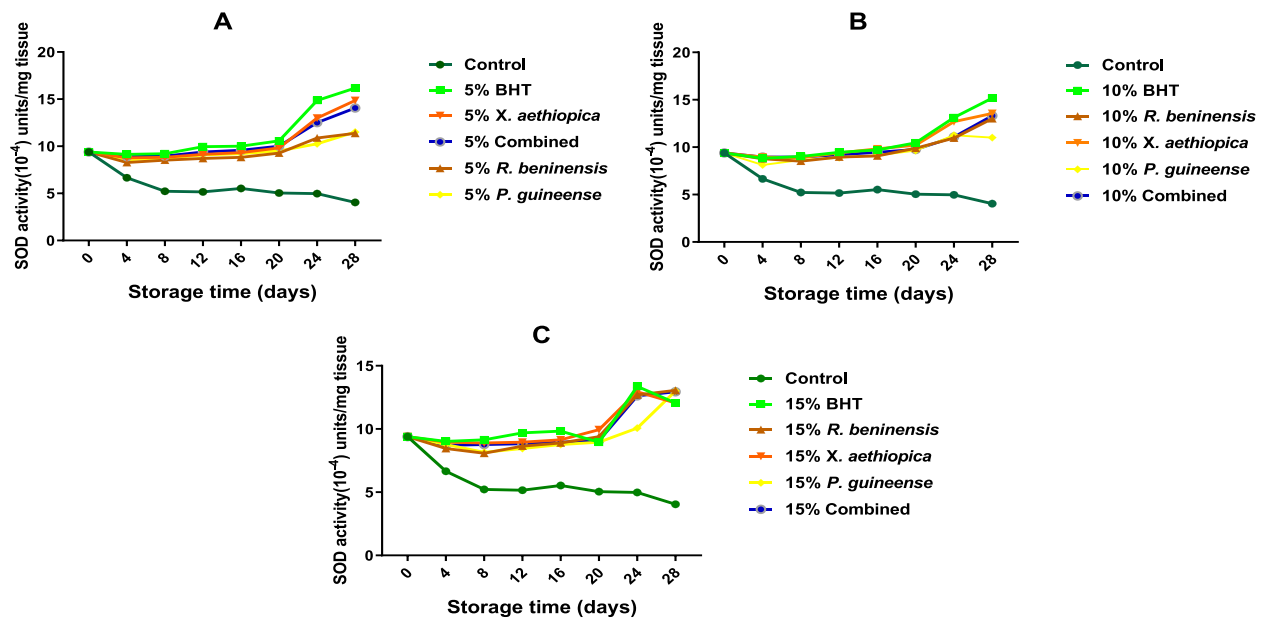 A
SOD activity(10⁻⁴) units/mg tissue
20
15
10
5
0
0 4 8 12 16 20 24 28
Storage time (days)
Control
5% BHT
5% X. aethiopica
5% Combined
5% R. beninensis
5% P. guineense
B
SOD activity(10⁻⁴) units/mg tissue
20
15
10
5
0
0 4 8 12 16 20 24 28
Storage time (days)
Control
10% BHT
10% R. beninensis
10% X. aethiopica
10% P. guineense
10% Combined
C
SOD activity(10⁻⁴) units/mg tissue
15
10
5
0
0 4 8 12 16 20 24 28
Storage time (days)
Control
15% BHT
15% R. beninensis
15% X. aethiopica
15% P. guineense
15% Combined